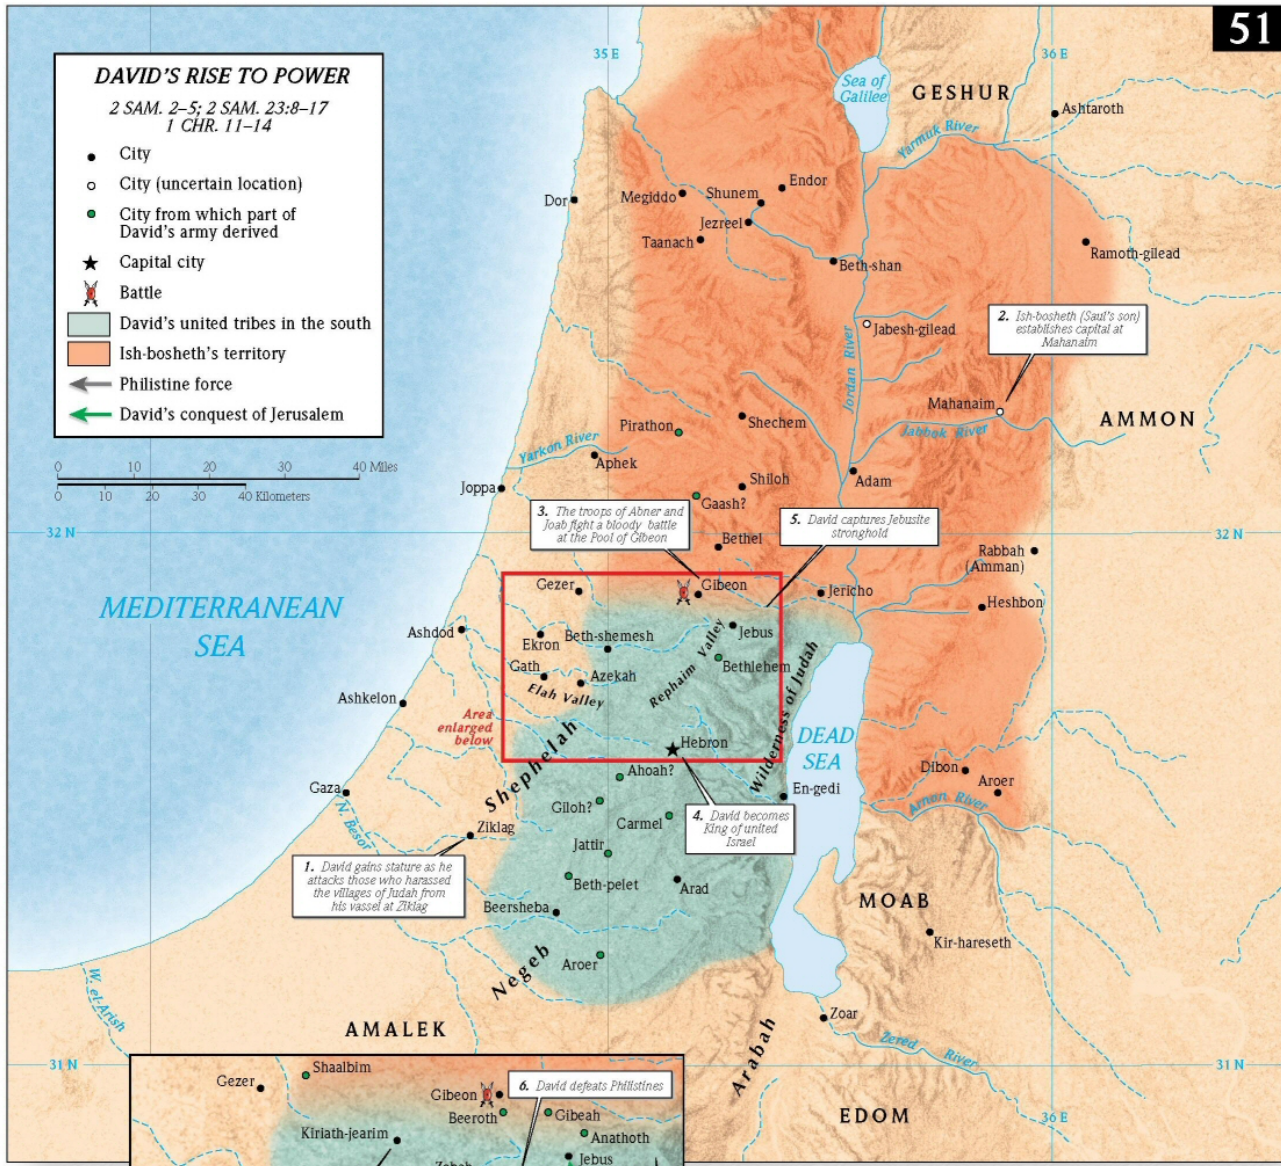 51
DAVID'S RISE TO POWER
2 SAM. 2–5; 2 SAM. 23:8–17
1 CHR. 11–14
City
City (uncertain location)
City from which part of
David's army derived
Capital city
Battle
David's united tribes in the south
Ish-bosheth's territory
Philistine force
David's conquest of Jerusalem
0 10 20 30 40 Miles
0 10 20 30 40 Kilometers
35 E
36 E
Sea of
Galilee
GESHUR
Ashtaroth
Yarmuk River
Dor
Megiddo
Shunem
Endor
Jezreel
Taanach
Beth-shan
Ramoth-gilead
Jabesh-gilead
2. Ish-bosheth (Saul's son)
establishes capital at
Mahanaim
Jordan River
Mahanaim
Jabbok River
AMMON
Pirathon
Shechem
Yarkon River
Aphek
Shiloh
Adam
Joppa
Gaash?
3. The troops of Abner and
Joab fight a bloody battle
at the Pool of Gibeon
5. David captures Jebusite
stronghold
32 N
32 N
Bethel
Rabbah
(Amman)
Gezer
Gibeon
Jericho
Heshbon
MEDITERRANEAN
SEA
Ashdod
Ekron
Beth-shemesh
Jebus
Gath
Azekah
Bethlehem
Elah Valley
Rephaim Valley
Wilderness of Judah
Ashkelon
Area
enlarged
below
Shephelah
Hebron
DEAD
SEA
Ahoah?
Dibon
Aroer
En-gedi
Arnon River
Gaza
N. Besor
Giloh?
Carmel
4. David becomes
King of united
Israel
Ziklag
Jattir
1. David gains stature as he
attacks those who harassed
the villages of Judah from
his vassel at Ziklag
Beth-pelet
Arad
Beersheba
MOAB
Kir-hareseth
Negeb
Aroer
W. el-Arish
AMALEK
Zoar
Arabah
Zered River
31 N
31 N
EDOM
36 E
Gezer
Shaalbim
Gibeon
6. David defeats Philistines
Beeroth
Gibeah
Kiriath-jearim
Anathoth
Jebus